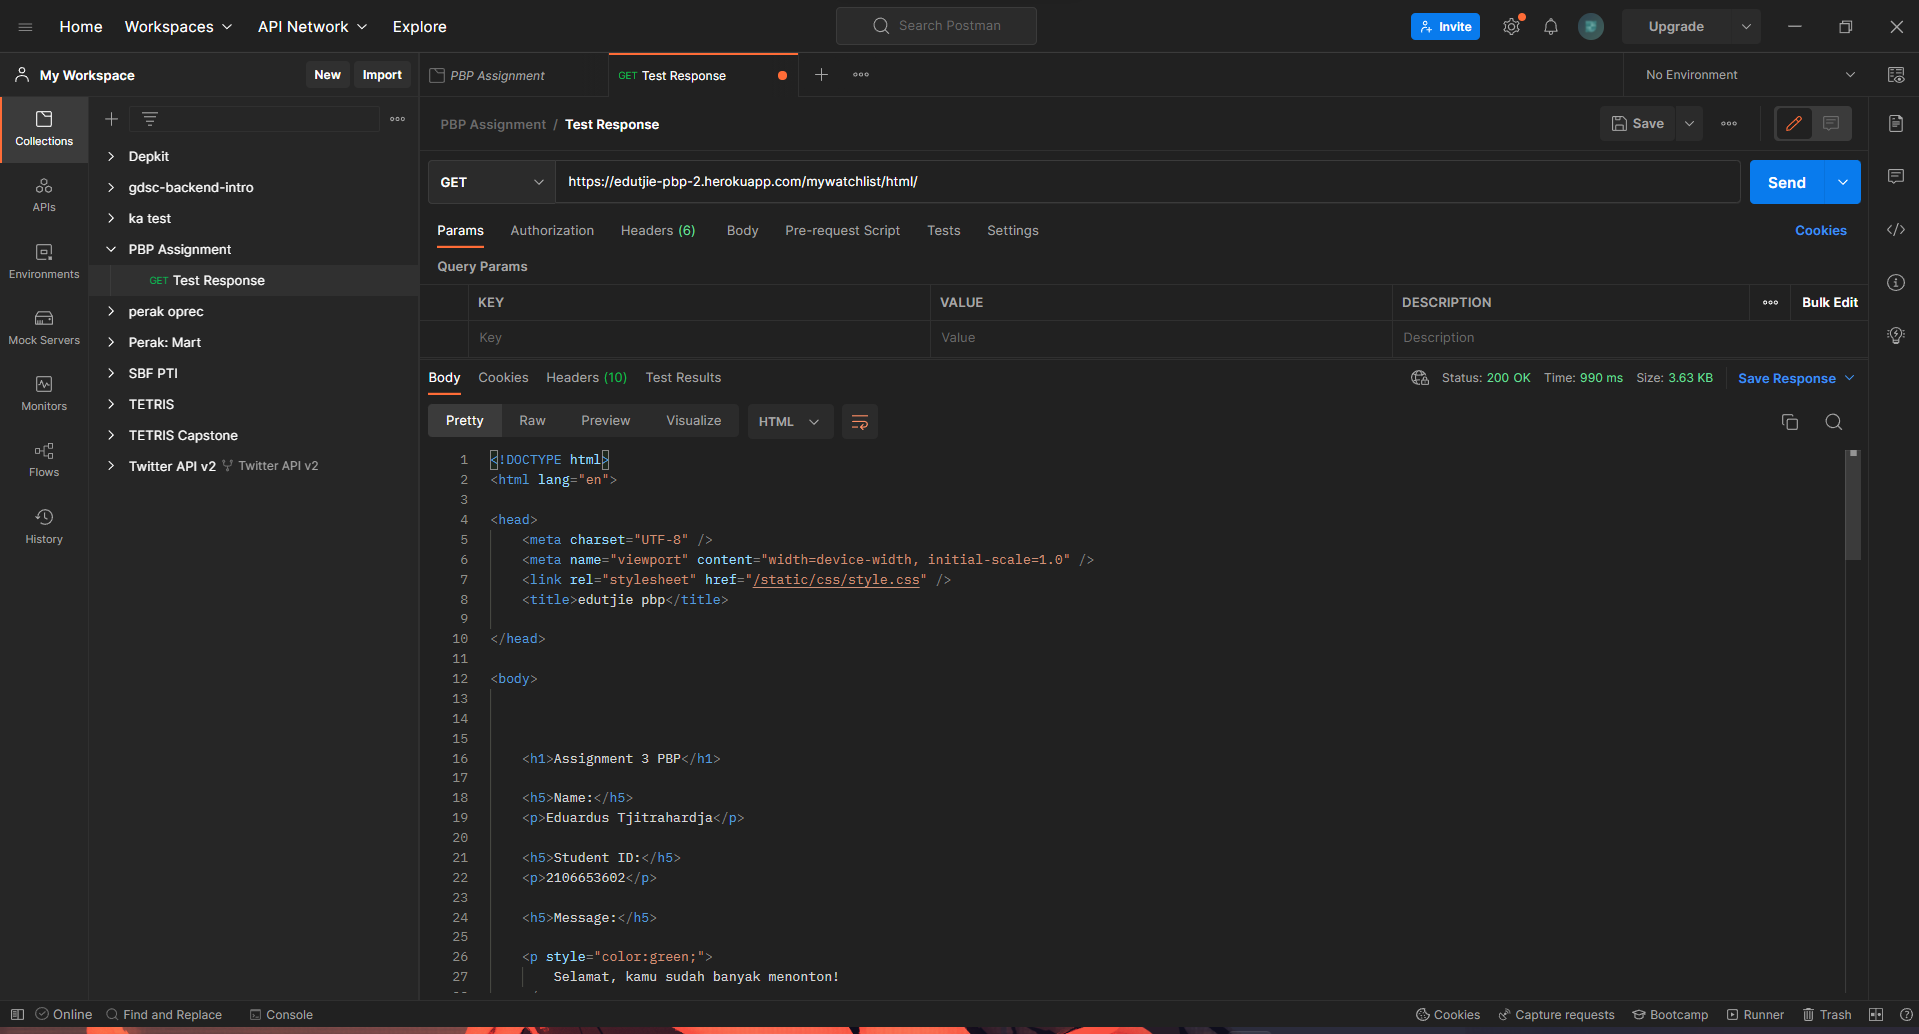 Home Workspaces API Network Explore Search Postman Invite Upgrade
My Workspace New Import PBP Assignment GET Test Response No Environment
Collections
APIs
Environments
Mock Servers
Monitors
Flows
History
Depkit
gdsc-backend-intro
ka test
PBP Assignment
GET Test Response
perak oprec
Perak: Mart
SBF PTI
TETRIS
TETRIS Capstone
Twitter API v2 Twitter API v2
PBP Assignment / Test Response Save
GET https://edutjie-pbp-2.herokuapp.com/mywatchlist/html/ Send
Params Authorization Headers (6) Body Pre-request Script Tests Settings Cookies
Query Params
KEY VALUE DESCRIPTION Bulk Edit
Key Value Description
Body Cookies Headers (10) Test Results Status: 200 OK Time: 990 ms Size: 3.63 KB Save Response
Pretty Raw Preview Visualize HTML
1 <!DOCTYPE html>
2 <html lang="en">
3
4 <head>
5 <meta charset="UTF-8" />
6 <meta name="viewport" content="width=device-width, initial-scale=1.0" />
7 <link rel="stylesheet" href="/static/css/style.css" />
8 <title>edutjie pbp</title>
9
10 </head>
11
12 <body>
13
14
15
16 <h1>Assignment 3 PBP</h1>
17
18 <h5>Name:</h5>
19 <p>Eduardus Tjitrahardja</p>
20
21 <h5>Student ID:</h5>
22 <p>2106653602</p>
23
24 <h5>Message:</h5>
25
26 <p style="color:green;">
27 Selamat, kamu sudah banyak menonton!
Online Find and Replace Console Cookies Capture requests Bootcamp Runner Trash